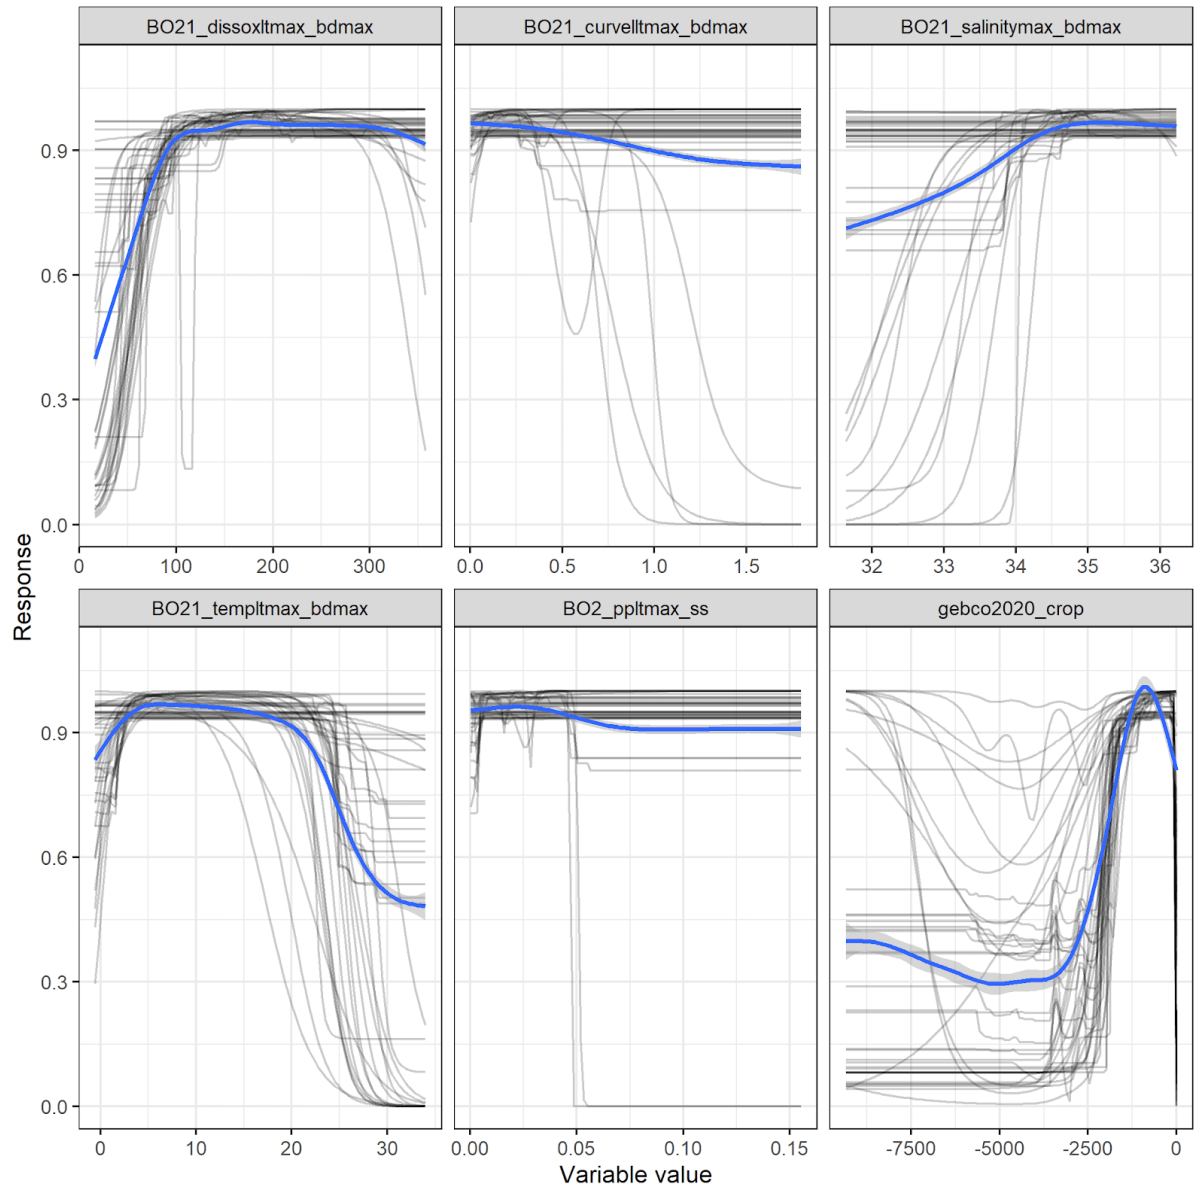 BO21_dissoxltmax_bdmax
BO21_curvelltmax_bdmax
BO21_salinitymax_bdmax
0.9
0.6
0.3
0.0
0 100 200 300
0.0 0.5 1.0 1.5
32 33 34 35 36
BO21_templtmax_bdmax
BO2_ppltmax_ss
gebco2020_crop
Response
0.9
0.6
0.3
0.0
0 10 20 30
0.00 0.05 0.10 0.15
-7500 -5000 -2500 0
Variable value